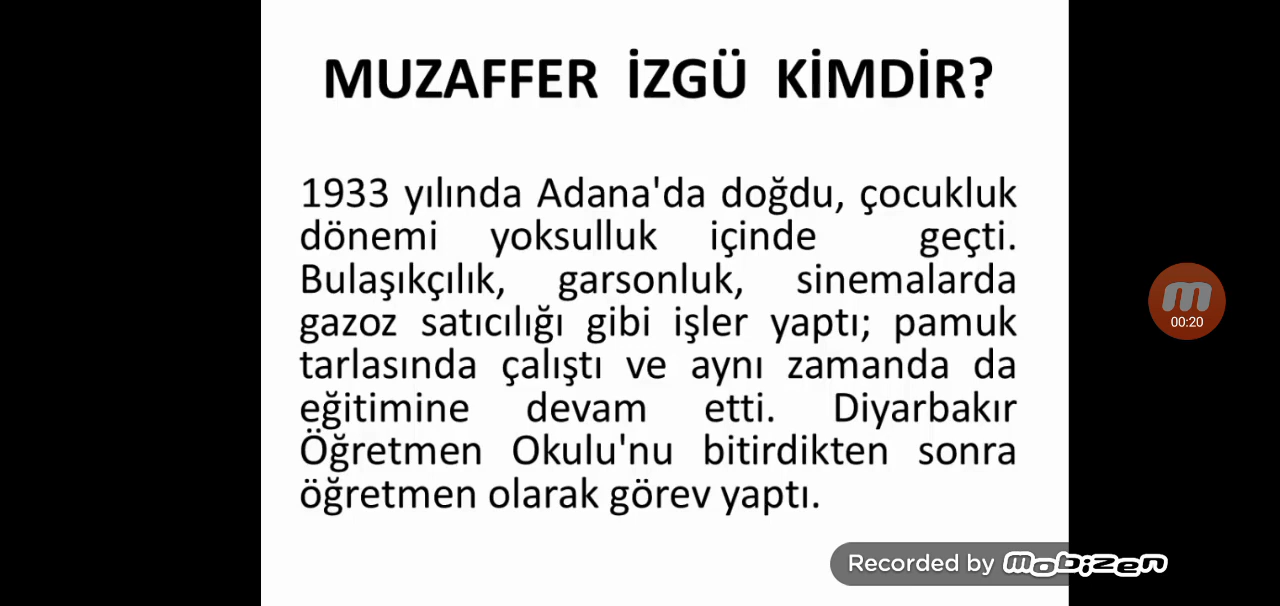 MUZAFFER İZGÜ KİMDİR?
1933 yılında Adana'da doğdu, çocukluk
dönemi yoksulluk içinde geçti.
Bulaşıkçılık, garsonluk, sinemalarda
gazoz satıcılığı gibi işler yaptı; pamuk
tarlasında çalıştı ve aynı zamanda da
eğitimine devam etti. Diyarbakır
Öğretmen Okulu'nu bitirdikten sonra
öğretmen olarak görev yaptı.
00:20
Recorded by mobizen